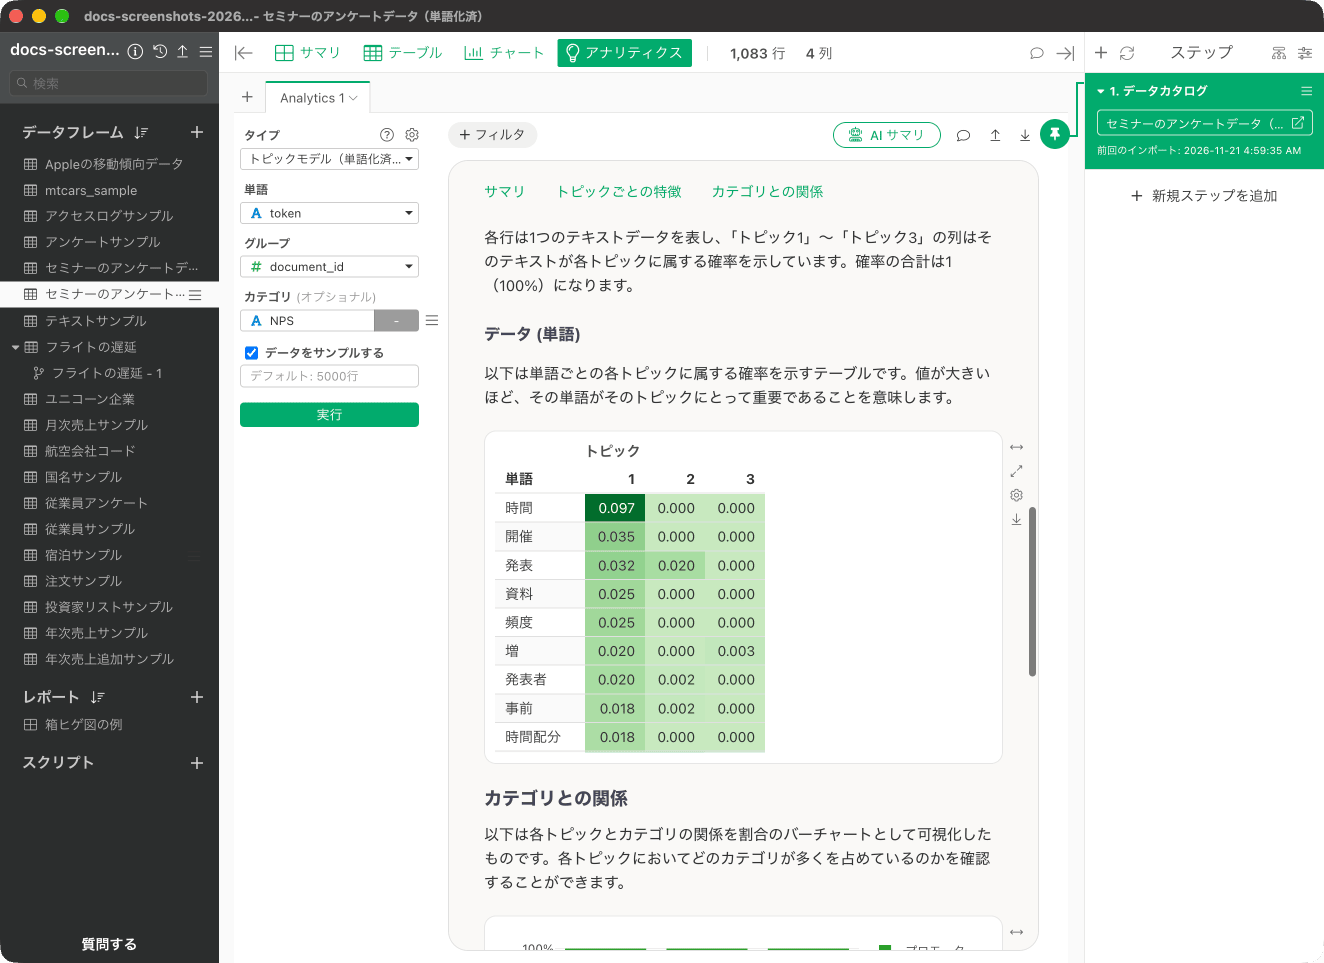 docs-screenshots-2026...- セミナーのアンケートデータ（単語化済）
docs-screen...
検索
データフレーム
Appleの移動傾向データ
mtcars_sample
アクセスログサンプル
アンケートサンプル
セミナーのアンケートデ...
セミナーのアンケート...
テキストサンプル
フライトの遅延
フライトの遅延 - 1
ユニコーン企業
月次売上サンプル
航空会社コード
国名サンプル
従業員アンケート
従業員サンプル
宿泊サンプル
注文サンプル
投資家リストサンプル
年次売上サンプル
年次売上追加サンプル
レポート
箱ヒゲ図の例
スクリプト
質問する
サマリ
テーブル
チャート
アナリティクス
1,083 行 4 列
Analytics 1
タイプ
トピックモデル（単語化済...
単語
token
グループ
document_id
カテゴリ (オプショナル)
NPS
-
データをサンプルする
デフォルト: 5000行
実行
+ フィルタ
AI サマリ
サマリ トピックごとの特徴 カテゴリとの関係
各行は1つのテキストデータを表し、「トピック1」〜「トピック3」の列はそ
のテキストが各トピックに属する確率を示しています。確率の合計は1
（100%）になります。
データ (単語)
以下は単語ごとの各トピックに属する確率を示すテーブルです。値が大きい
ほど、その単語がそのトピックにとって重要であることを意味します。
トピック
単語 1 2 3
時間 0.097 0.000 0.000
開催 0.035 0.000 0.000
発表 0.032 0.020 0.000
資料 0.025 0.000 0.000
頻度 0.025 0.000 0.000
増 0.020 0.000 0.003
発表者 0.020 0.002 0.000
事前 0.018 0.002 0.000
時間配分 0.018 0.000 0.000
カテゴリとの関係
以下は各トピックとカテゴリの関係を割合のバーチャートとして可視化した
ものです。各トピックにおいてどのカテゴリが多くを占めているのかを確認
することができます。
100%
プロモータ
ステップ
1. データカタログ
セミナーのアンケートデータ（...
前回のインポート: 2026-11-21 4:59:35 AM
+ 新規ステップを追加